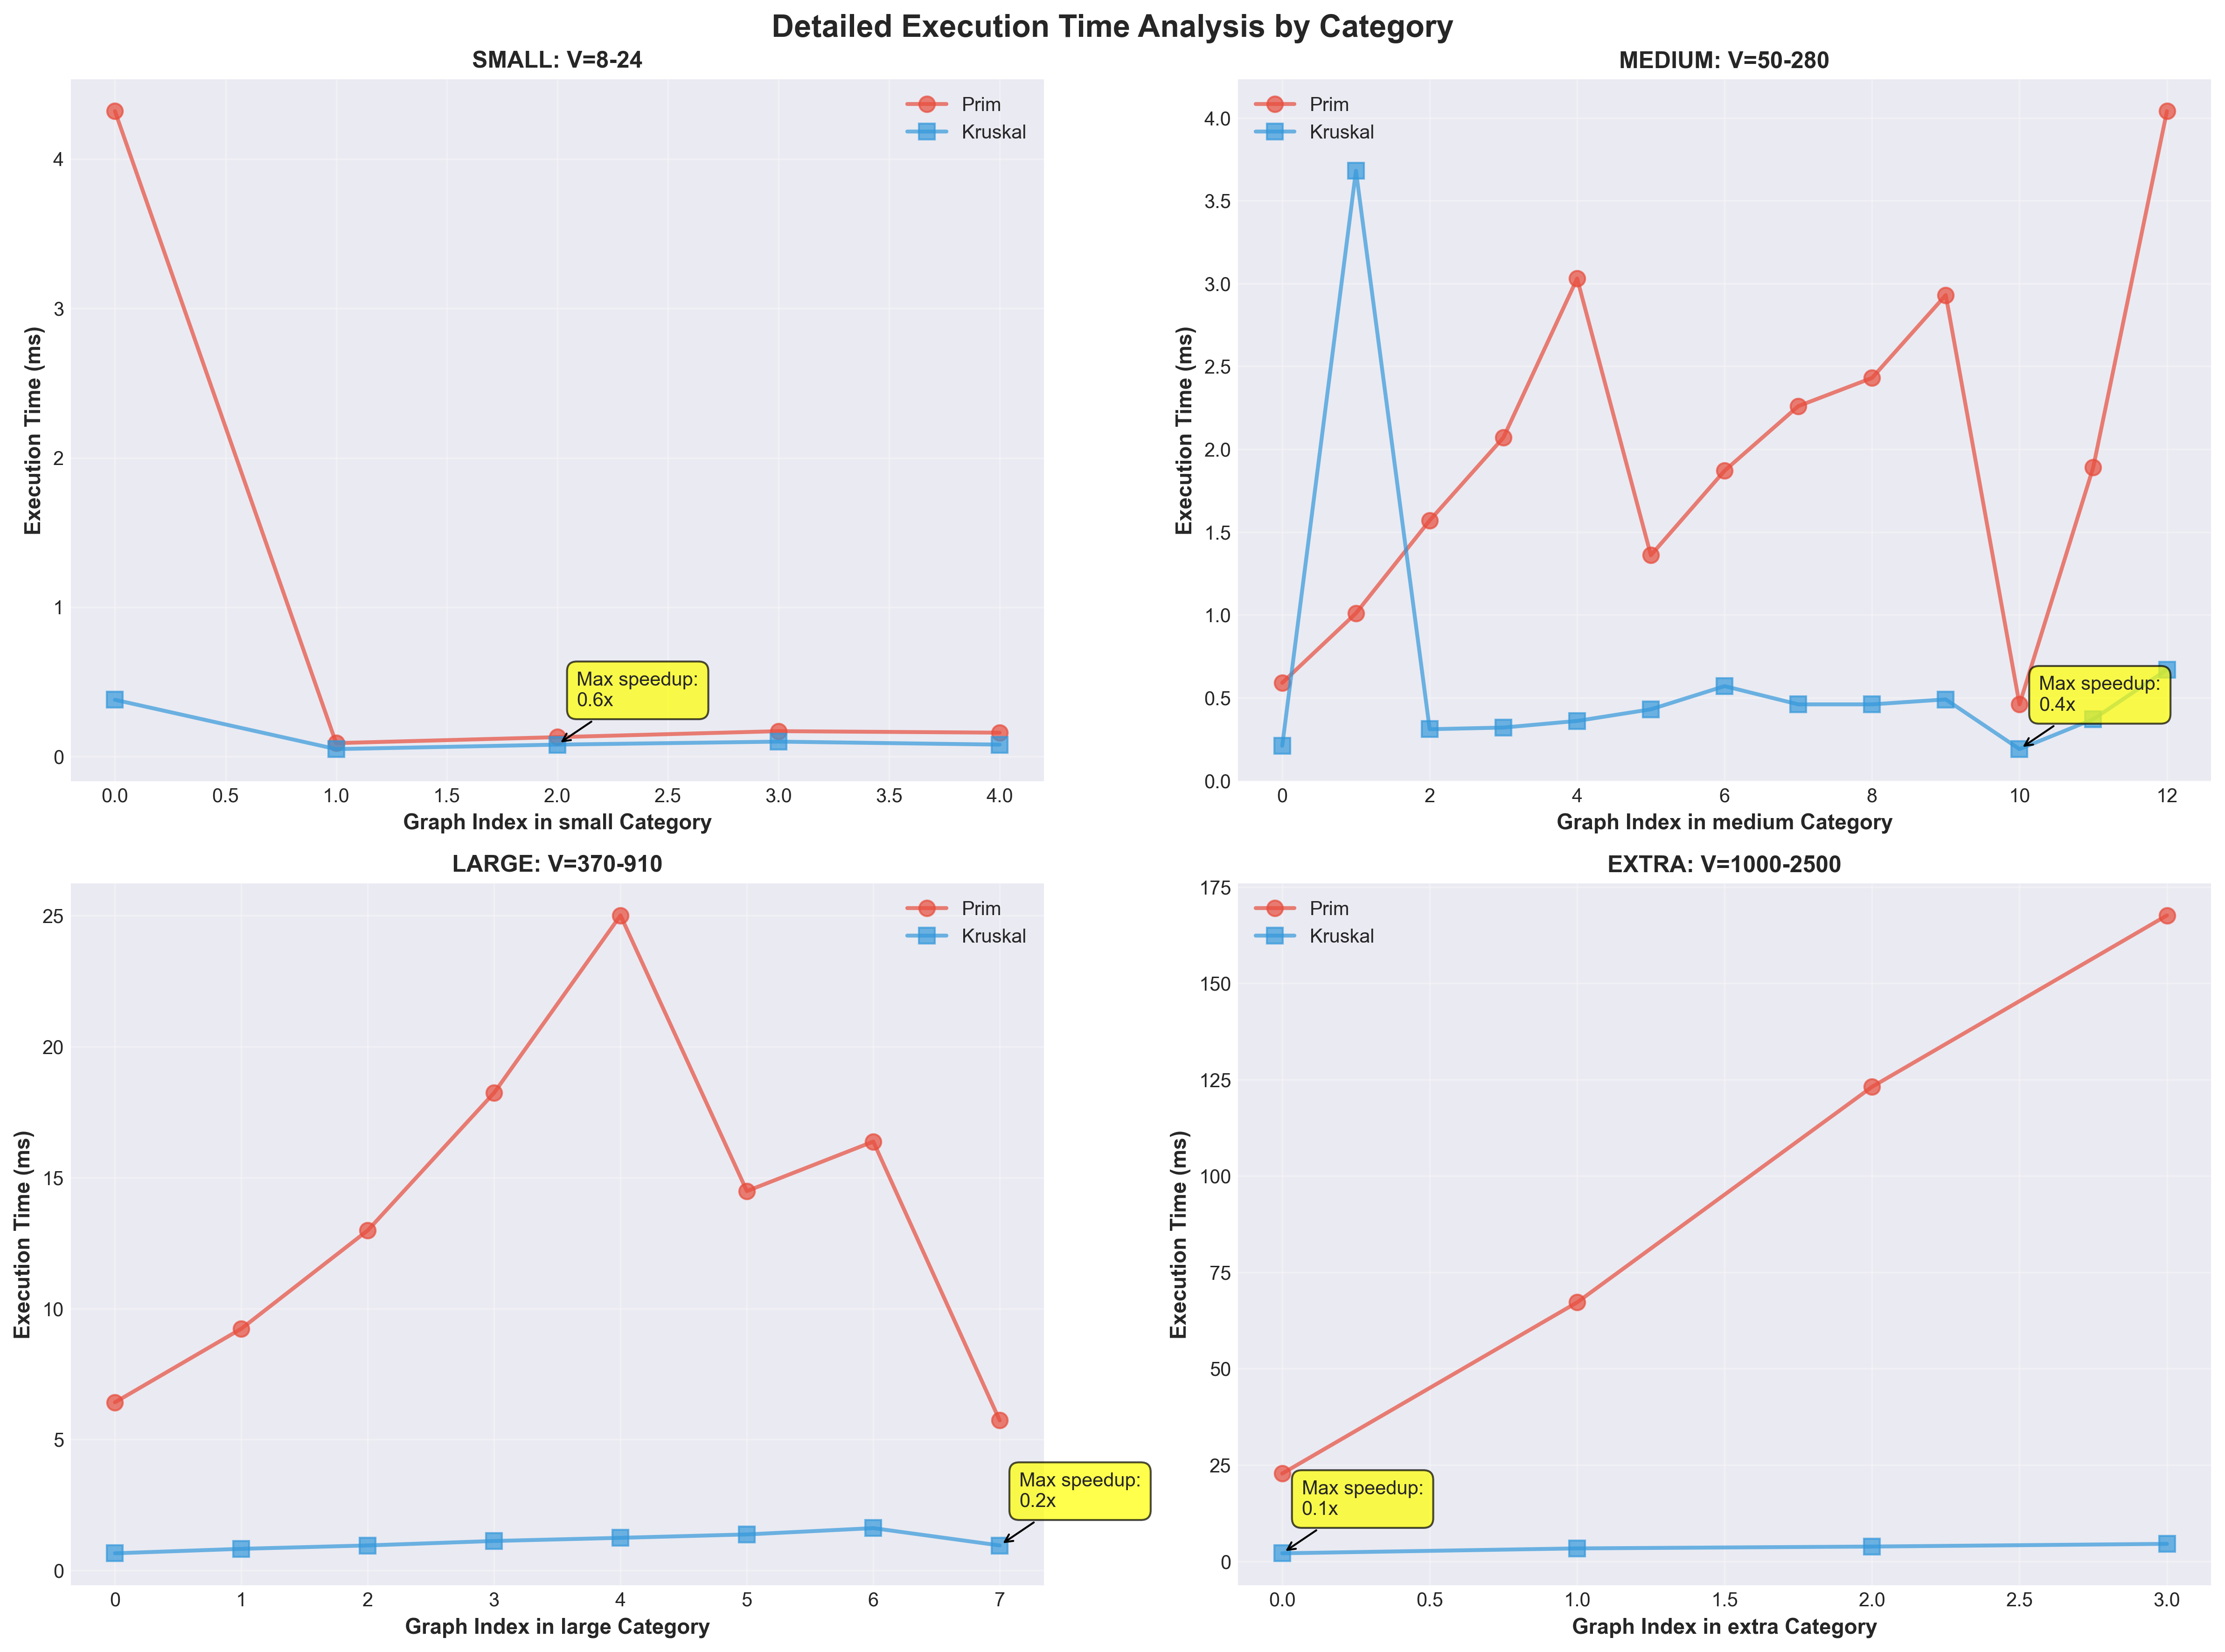 Detailed Execution Time Analysis by Category
SMALL: V=8-24
Prim
Kruskal
Max speedup:
0.6x
4
3
2
1
0
Execution Time (ms)
0.0 0.5 1.0 1.5 2.0 2.5 3.0 3.5 4.0
Graph Index in small Category
MEDIUM: V=50-280
Prim
Kruskal
Max speedup:
0.4x
4.0
3.5
3.0
2.5
2.0
1.5
1.0
0.5
0.0
Execution Time (ms)
0 2 4 6 8 10 12
Graph Index in medium Category
LARGE: V=370-910
Prim
Kruskal
Max speedup:
0.2x
25
20
15
10
5
0
Execution Time (ms)
0 1 2 3 4 5 6 7
Graph Index in large Category
EXTRA: V=1000-2500
Prim
Kruskal
Max speedup:
0.1x
175
150
125
100
75
50
25
0
Execution Time (ms)
0.0 0.5 1.0 1.5 2.0 2.5 3.0
Graph Index in extra Category